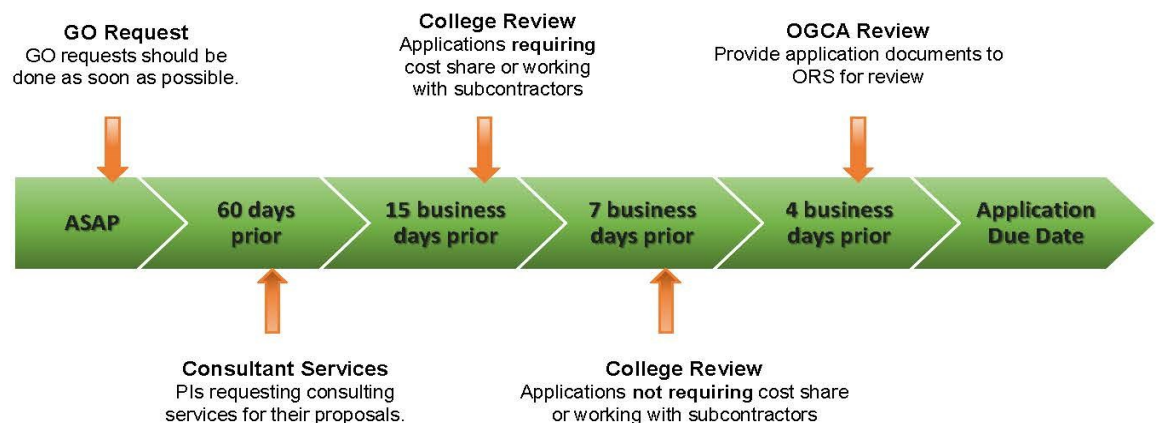 GO Request
GO requests should be
done as soon as possible.
College Review
Applications requiring
cost share or working
with subcontractors
OGCA Review
Provide application documents to
ORS for review
ASAP
60 days
prior
15 business
days prior
7 business
days prior
4 business
days prior
Application
Due Date
Consultant Services
PIs requesting consulting
services for their proposals.
College Review
Applications not requiring cost share
or working with subcontractors